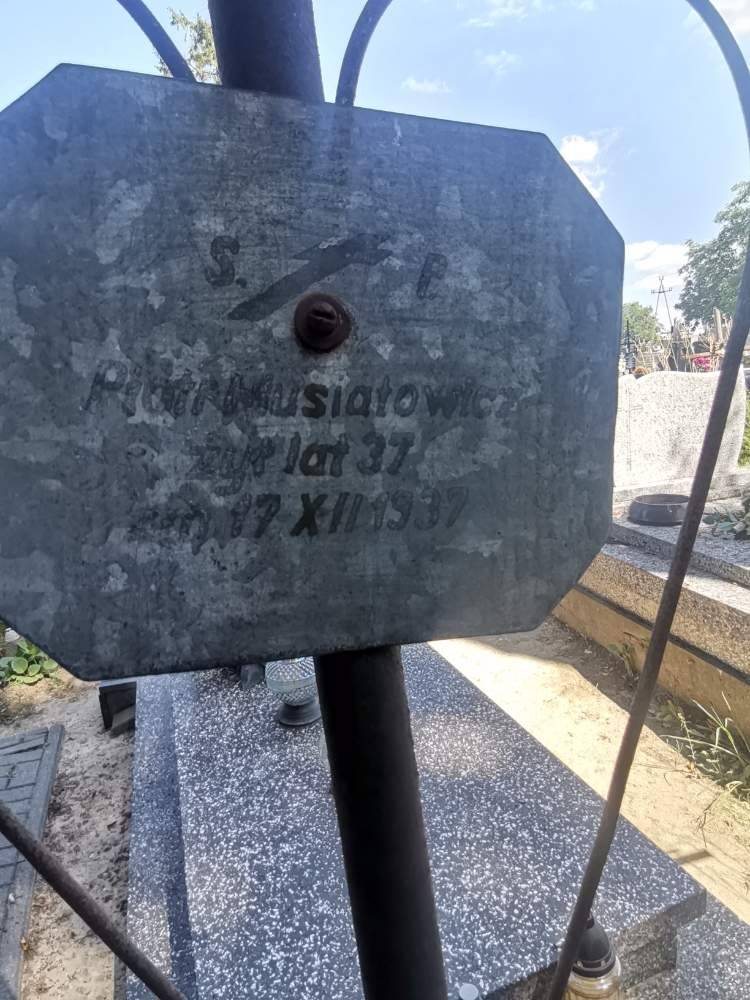 S. P.
Piotr Musiatowicz
żył lat 37
zm. 17 XII 1937